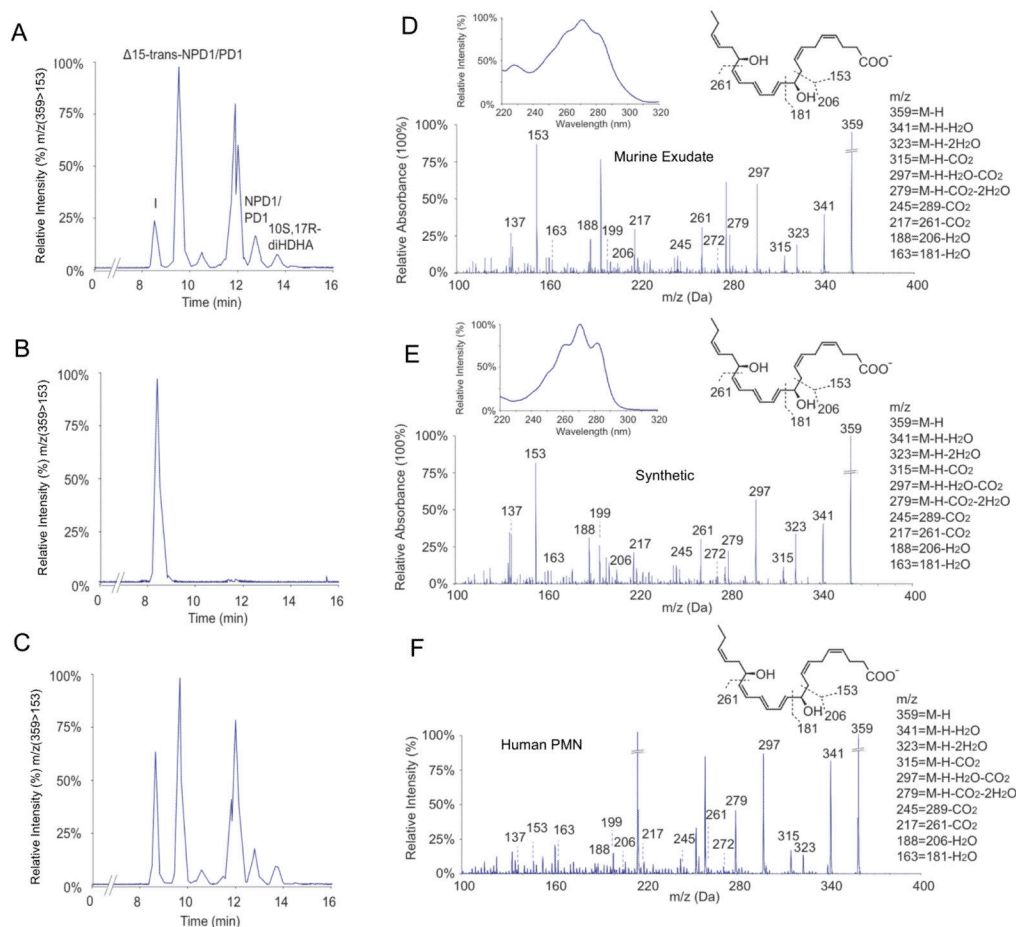 A
Δ15-trans-NPD1/PD1
Relative Intensity (%) m/z(359>153)
100%
75%
50%
25%
0%
I
NPD1/
PD1
10S,17R-
diHDHA
0 8 10 12 14 16
Time (min)
B
Relative Intensity (%) m/z(359>153)
100%
75%
50%
25%
0%
0 8 10 12 14 16
Time (min)
C
Relative Intensity (%) m/z(359>153)
100%
75%
50%
25%
0%
0 8 10 12 14 16
Time (min)
D
Relative Intensity (%)
100%
50%
0%
220 240 260 280 300 320
Wavelength (nm)
OH
COO⁻
261
153
OH
206
181
Relative Absorbance (100%)
100%
75%
50%
25%
0%
Murine Exudate
137
153
163
188
199
206
217
245
261
272
279
297
315
323
341
359
100 160 220 280 340 400
m/z (Da)
m/z
359=M-H
341=M-H-H2O
323=M-H-2H2O
315=M-H-CO2
297=M-H-H2O-CO2
279=M-H-CO2-2H2O
245=289-CO2
217=261-CO2
188=206-H2O
163=181-H2O
E
Relative Intensity (%)
100%
50%
0%
220 240 260 280 300 320
Wavelength (nm)
OH
COO⁻
261
153
OH
206
181
Relative Absorbance (100%)
100%
75%
50%
25%
0%
Synthetic
137
153
163
188
199
206
217
245
261
272
279
297
315
323
341
359
100 160 220 280 340 400
m/z (Da)
m/z
359=M-H
341=M-H-H2O
323=M-H-2H2O
315=M-H-CO2
297=M-H-H2O-CO2
279=M-H-CO2-2H2O
245=289-CO2
217=261-CO2
188=206-H2O
163=181-H2O
F
OH
COO⁻
261
153
OH
206
181
Relative Intensity (%)
100%
75%
50%
25%
0%
Human PMN
137
153
163
188
199
206
217
245
261
272
279
297
315
323
341
359
100 160 220 280 340 400
m/z (Da)
m/z
359=M-H
341=M-H-H2O
323=M-H-2H2O
315=M-H-CO2
297=M-H-H2O-CO2
279=M-H-CO2-2H2O
245=289-CO2
217=261-CO2
188=206-H2O
163=181-H2O